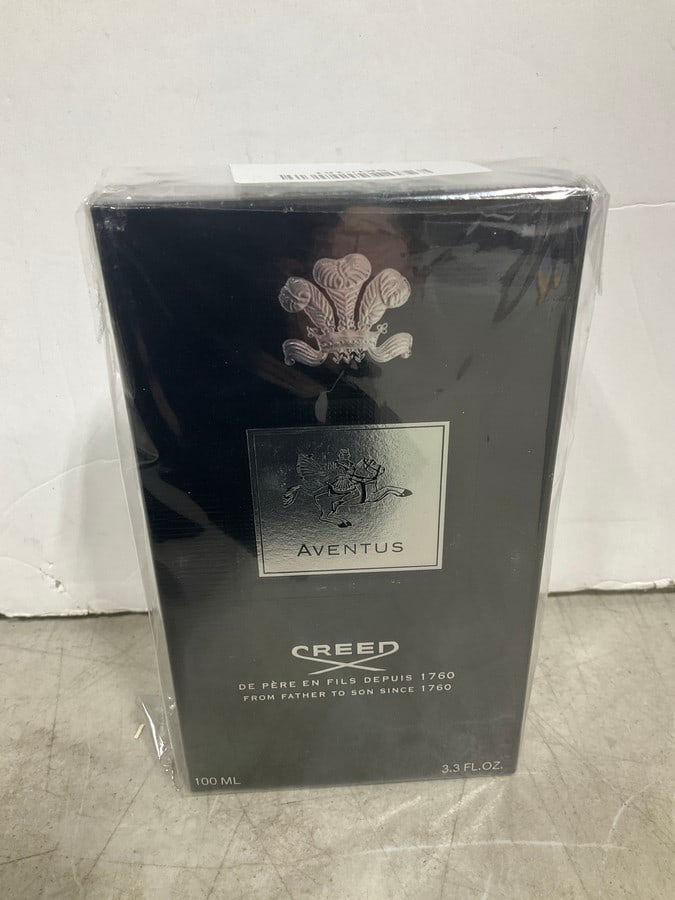 AVENTUS
CREED
DE PÈRE EN FILS DEPUIS 1760
FROM FATHER TO SON SINCE 1760
100 ML
3.3 FL.OZ.